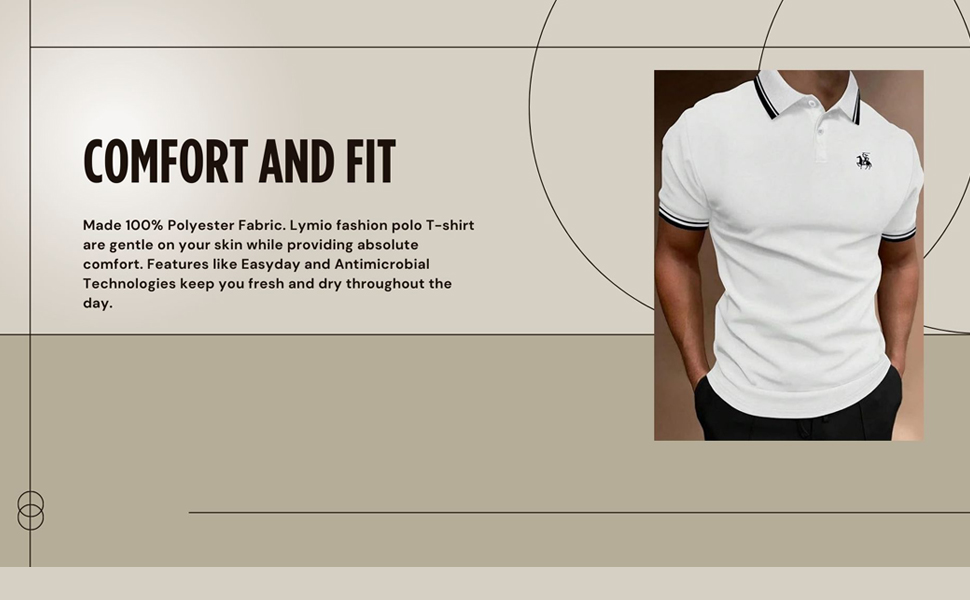 COMFORT AND FIT
Made 100% Polyester Fabric. Lymio fashion polo T-shirt
are gentle on your skin while providing absolute
comfort. Features like Easyday and Antimicrobial
Technologies keep you fresh and dry throughout the
day.